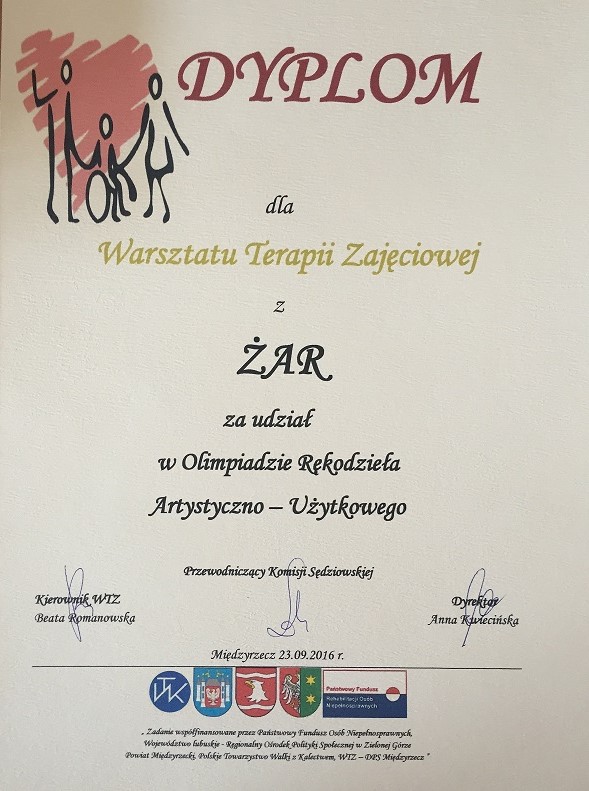 DYPLOM
dla
Warsztatu Terapii Zajęciowej
z
ŻAR
za udział
w Olimpiadzie Rękodzieła
Artystyczno – Użytkowego
Przewodniczący Komisji Sędziowskiej
Kierownik WTZ
Beata Romanowska
Dyrektor
Anna Kwiecińska
Międzyrzecz 23.09.2016 r.
Państwowy Fundusz
Rehabilitacji Osób
Niepełnosprawnych
„ Zadanie współfinansowane przez Państwowy Fundusz Osób Niepełnosprawnych,
Województwo lubuskie - Regionalny Ośrodek Polityki Społecznej w Zielonej Górze
Powiat Międzyrzecki, Polskie Towarzystwo Walki z Kalectwem, WTZ – DPS Międzyrzecz ”